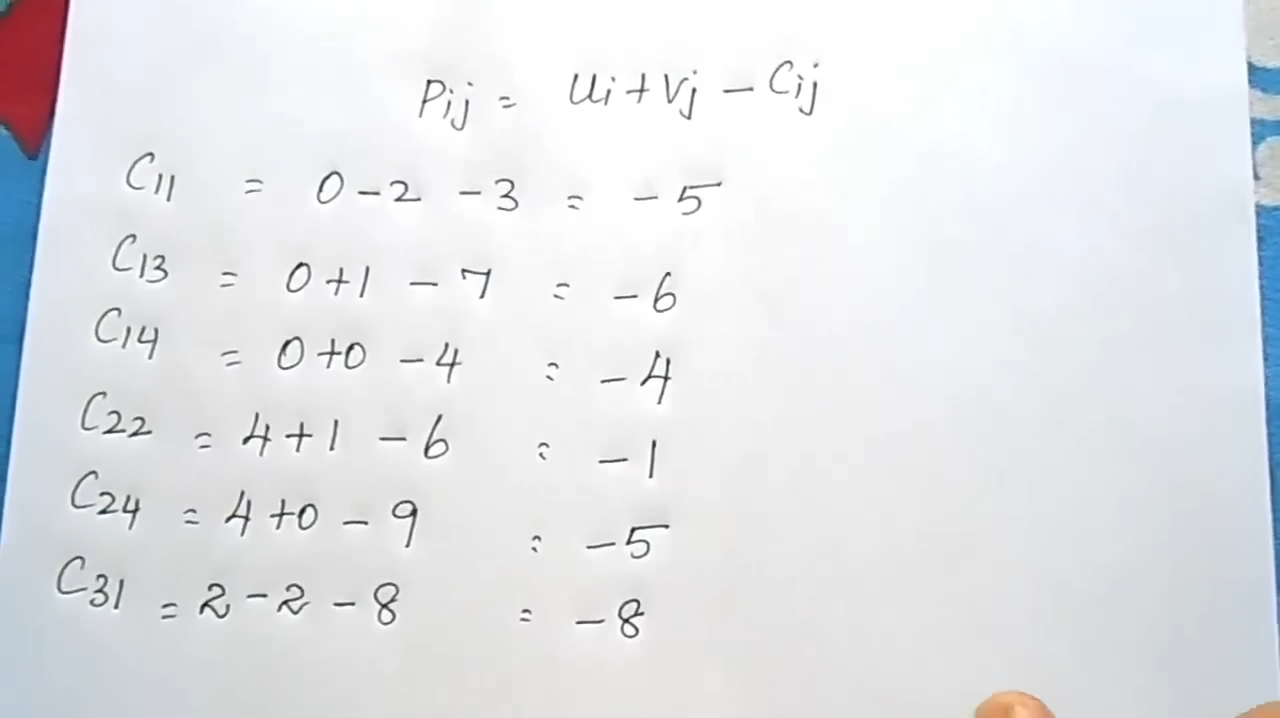 Pij = Ui + Vj - Cij
C11 = 0 - 2 - 3 = -5
C13 = 0 + 1 - 7 = -6
C14 = 0 + 0 - 4 = -4
C22 = 4 + 1 - 6 = -1
C24 = 4 + 0 - 9 = -5
C31 = 2 - 2 - 8 = -8